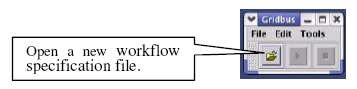 Gridbus
File Edit Tools
Open a new workflow
specification file.